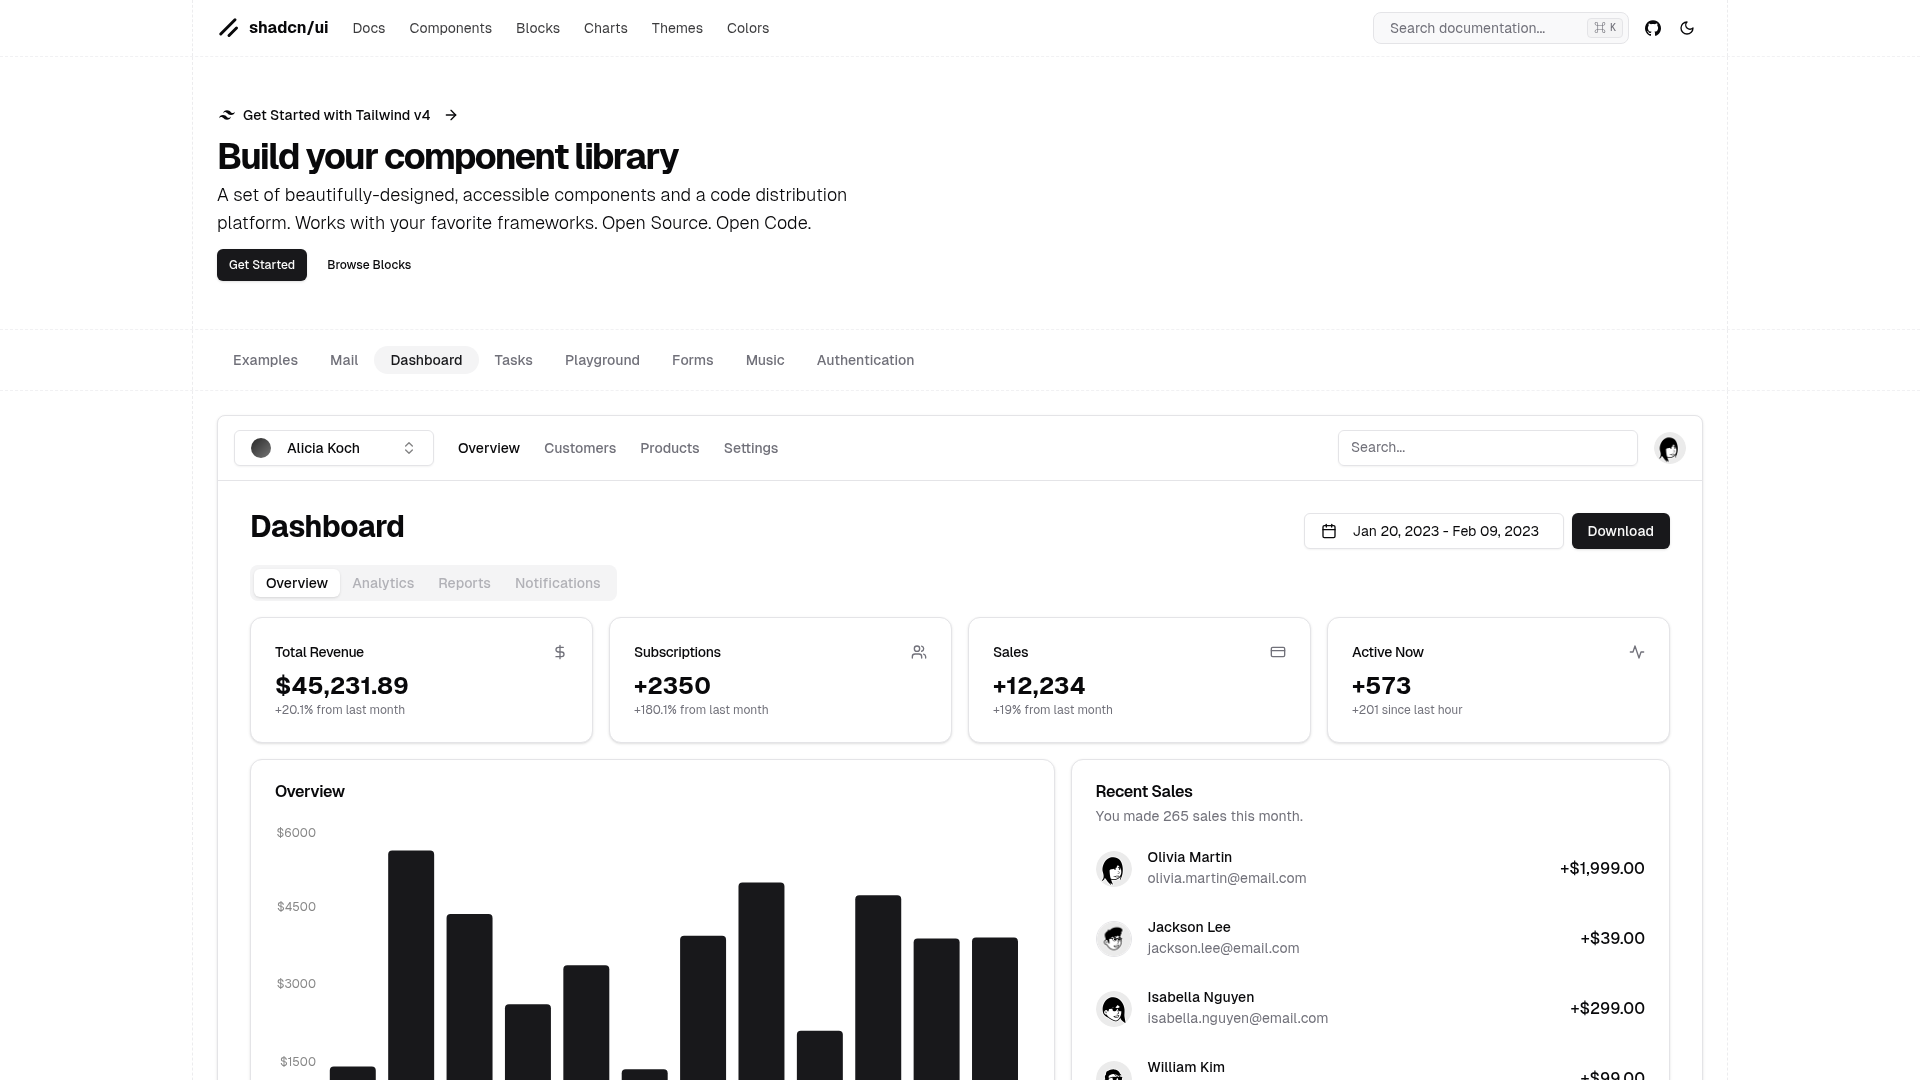 shadcn/ui Docs Components Blocks Charts Themes Colors Search documentation... ⌘ K
Get Started with Tailwind v4 →
Build your component library
A set of beautifully-designed, accessible components and a code distribution
platform. Works with your favorite frameworks. Open Source. Open Code.
Get Started Browse Blocks
Examples Mail Dashboard Tasks Playground Forms Music Authentication
Alicia Koch Overview Customers Products Settings Search...
Dashboard
Jan 20, 2023 - Feb 09, 2023 Download
Overview Analytics Reports Notifications
Total Revenue $
$45,231.89
+20.1% from last month
Subscriptions
+2350
+180.1% from last month
Sales
+12,234
+19% from last month
Active Now
+573
+201 since last hour
Overview
$6000
$4500
$3000
$1500
Recent Sales
You made 265 sales this month.
Olivia Martin
olivia.martin@email.com
+$1,999.00
Jackson Lee
jackson.lee@email.com
+$39.00
Isabella Nguyen
isabella.nguyen@email.com
+$299.00
William Kim
+$99.00